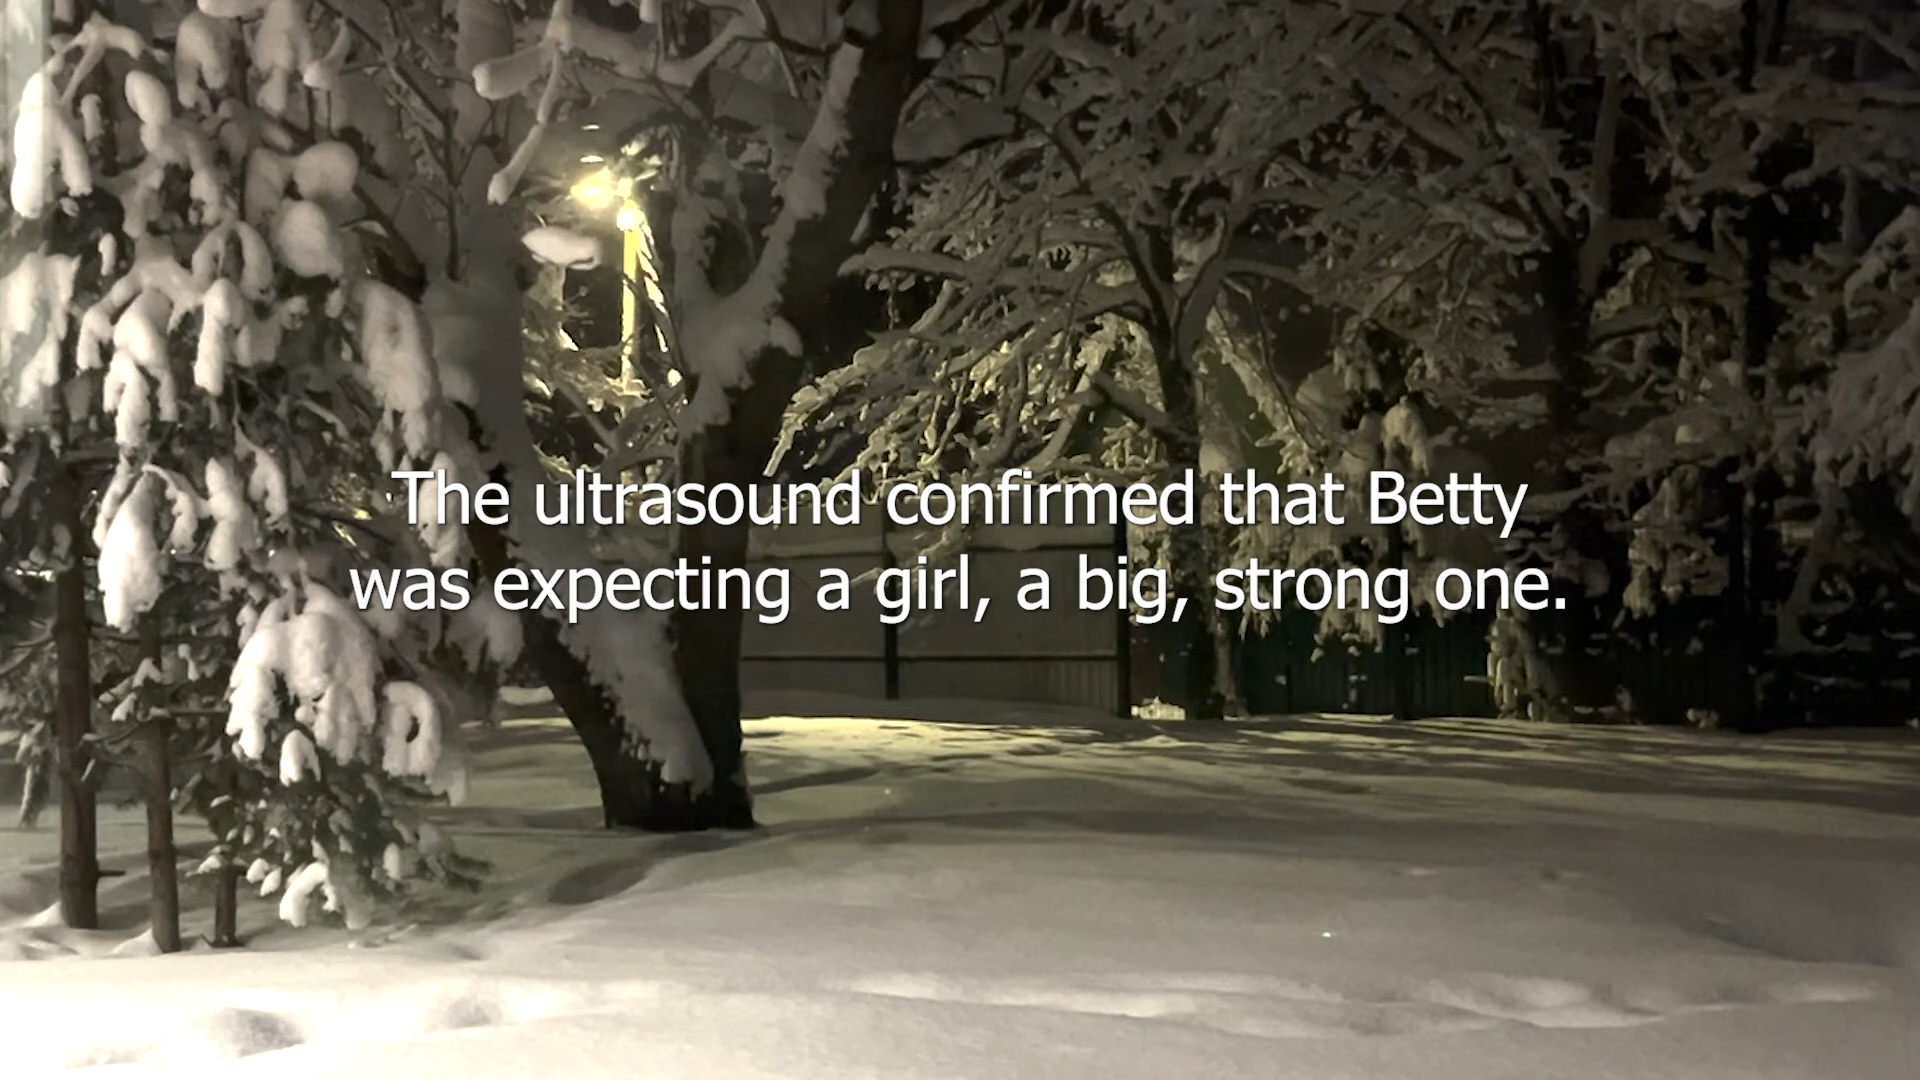 The ultrasound confirmed that Betty
was expecting a girl, a big, strong one.